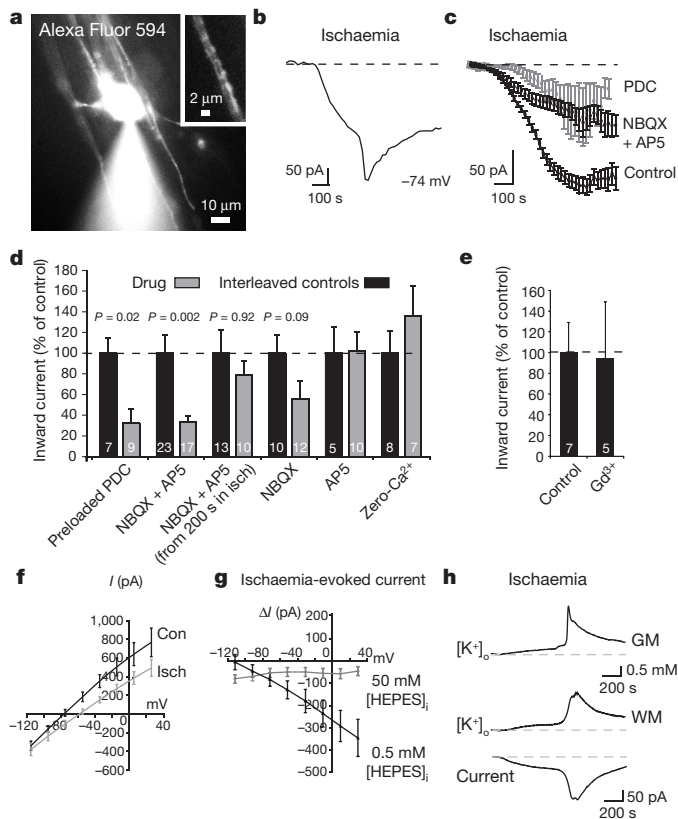 a
Alexa Fluor 594
2 µm
10 µm
b
Ischaemia
50 pA
100 s
−74 mV
c
Ischaemia
PDC
NBQX
+ AP5
Control
50 pA
100 s
d
Drug
Interleaved controls
Inward current (% of control)
180
160
140
120
100
80
60
40
20
0
P = 0.02
P = 0.002
P = 0.92
P = 0.09
7
9
23
17
13
10
10
12
5
10
8
7
Preloaded PDC
NBQX + AP5
NBQX + AP5
(from 200 s in isch)
NBQX
AP5
Zero-Ca²⁺
e
Inward current (% of control)
160
140
120
100
80
60
40
20
0
7
5
Control
Gd³⁺
f
I (pA)
1,000
800
600
400
200
0
−200
−400
−600
−120
−80
−40
0
40
mV
Con
Isch
g
Ischaemia-evoked current
ΔI (pA)
200
100
0
−100
−200
−300
−400
−500
−120
−80
−40
0
40
mV
50 mM
[HEPES]i
0.5 mM
[HEPES]i
h
Ischaemia
[K⁺]o
GM
0.5 mM
200 s
[K⁺]o
WM
Current
50 pA
200 s